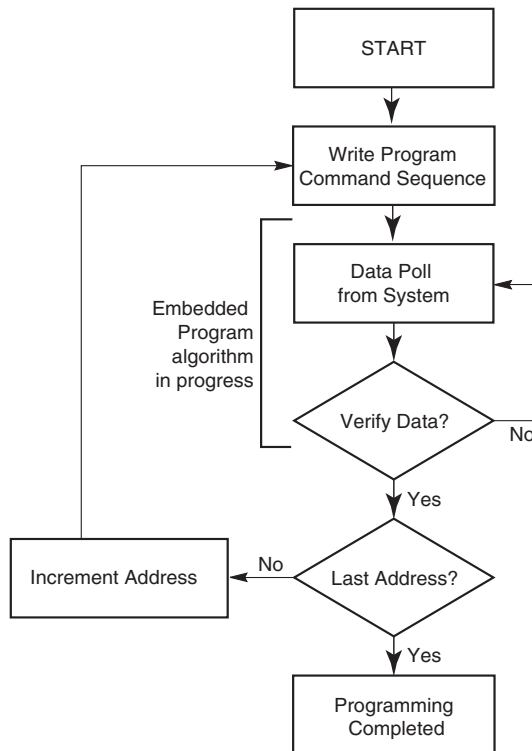 START
Write Program
Command Sequence
Data Poll
from System
Embedded
Program
algorithm
in progress
Verify Data?
No
Yes
Increment Address
No
Last Address?
Yes
Programming
Completed